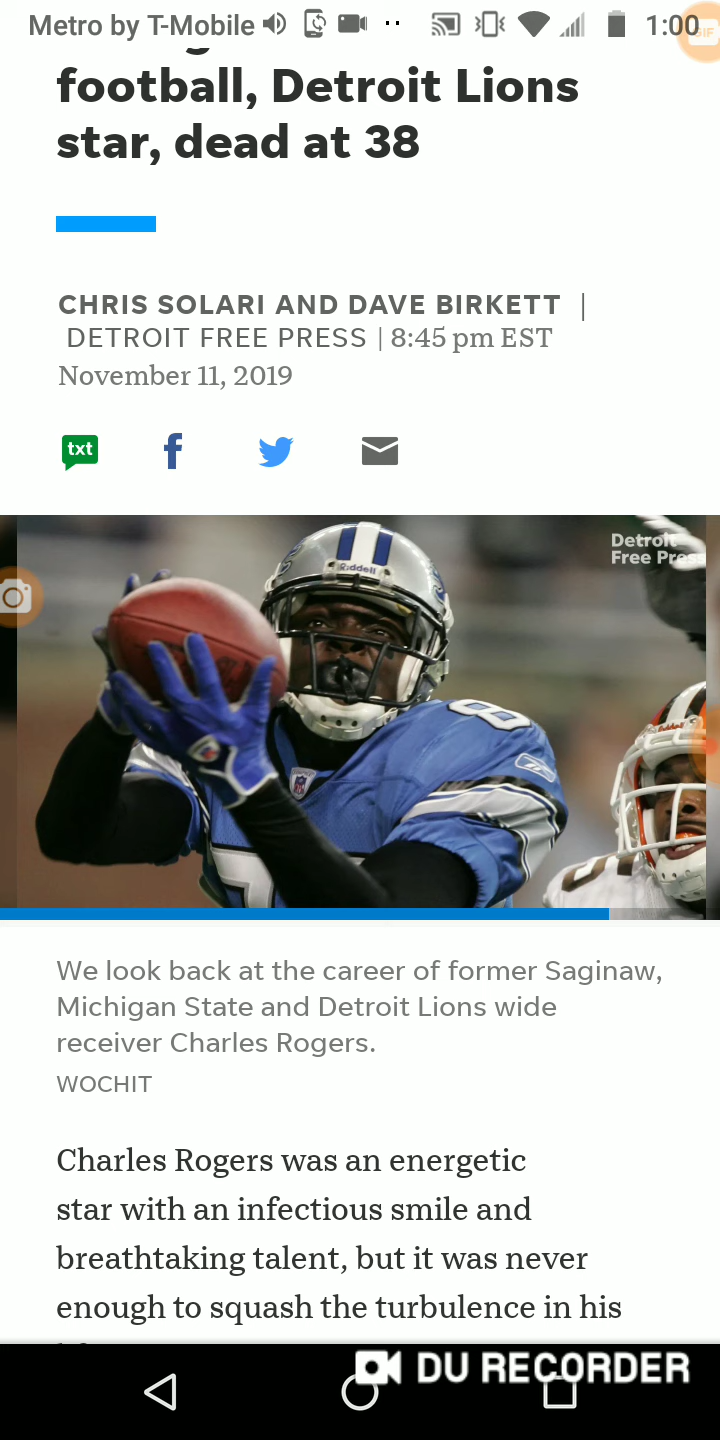 Metro by T-Mobile
1:00
GIF
football, Detroit Lions
star, dead at 38
CHRIS SOLARI AND DAVE BIRKETT |
DETROIT FREE PRESS | 8:45 pm EST
November 11, 2019
txt
Detroit
Free Press
Riddell
8
NFL
We look back at the career of former Saginaw,
Michigan State and Detroit Lions wide
receiver Charles Rogers.
WOCHIT
Charles Rogers was an energetic
star with an infectious smile and
breathtaking talent, but it was never
enough to squash the turbulence in his
DU RECORDER